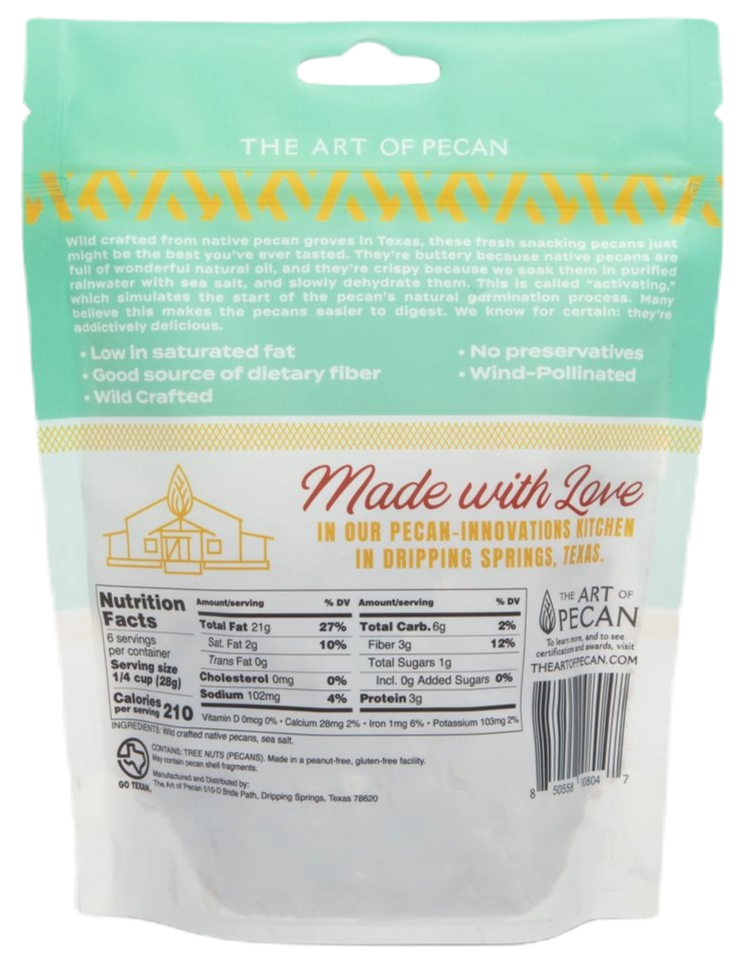 THE ART OF PECAN
Wild crafted from native pecan groves in Texas, these fresh snacking pecans just
might be the best you've ever tasted. They're buttery because native pecans are
full of wonderful natural oil, and they're crispy because we soak them in purified
rainwater with sea salt, and slowly dehydrate them. This is called "activating,"
which simulates the start of the pecan's natural germination process. Many
believe this makes the pecans easier to digest. We know for certain: they're
addictively delicious.
• Low in saturated fat
• Good source of dietary fiber
• Wild Crafted
• No preservatives
• Wind-Pollinated
Made with Love
IN OUR PECAN-INNOVATIONS KITCHEN
IN DRIPPING SPRINGS, TEXAS.
Nutrition
Facts
6 servings
per container
Serving size
1/4 cup (28g)
Calories
per serving 210
Amount/serving % DV
Total Fat 21g 27%
Sat. Fat 2g 10%
Trans Fat 0g
Cholesterol 0mg 0%
Sodium 102mg 4%
Amount/serving % DV
Total Carb. 6g 2%
Fiber 3g 12%
Total Sugars 1g
Incl. 0g Added Sugars 0%
Protein 3g
Vitamin D 0mcg 0% • Calcium 28mg 2% • Iron 1mg 6% • Potassium 103mg 2%
INGREDIENTS: Wild crafted native pecans, sea salt.
CONTAINS: TREE NUTS (PECANS). Made in a peanut-free, gluten-free facility.
May contain pecan shell fragments.
Manufactured and Distributed by:
The Art of Pecan 510-D Bride Path, Dripping Springs, Texas 78620
GO TEXAN.
THE ART OF
PECAN
To learn more, and to see
certifications and awards, visit
THEARTOFPECAN.COM
8 50558 10804 7